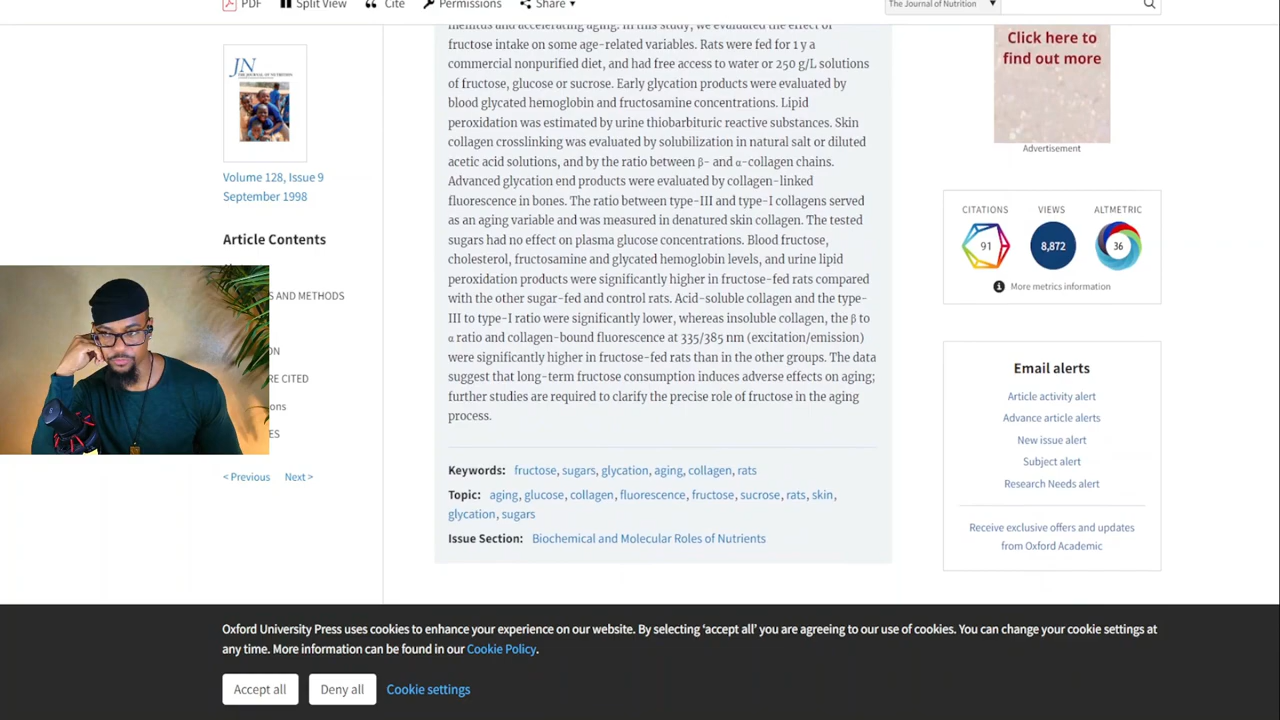 PDF
Split View
Cite
Permissions
Share
The Journal of Nutrition
JN
THE JOURNAL OF NUTRITION
Volume 128, Issue 9
September 1998
Article Contents
S AND METHODS
ON
RE CITED
ons
ES
< Previous Next >
mellitus and accelerating aging. In this study, we evaluated the effect of
fructose intake on some age-related variables. Rats were fed for 1 y a
commercial nonpurified diet, and had free access to water or 250 g/L solutions
of fructose, glucose or sucrose. Early glycation products were evaluated by
blood glycated hemoglobin and fructosamine concentrations. Lipid
peroxidation was estimated by urine thiobarbituric reactive substances. Skin
collagen crosslinking was evaluated by solubilization in natural salt or diluted
acetic acid solutions, and by the ratio between β- and α-collagen chains.
Advanced glycation end products were evaluated by collagen-linked
fluorescence in bones. The ratio between type-III and type-I collagens served
as an aging variable and was measured in denatured skin collagen. The tested
sugars had no effect on plasma glucose concentrations. Blood fructose,
cholesterol, fructosamine and glycated hemoglobin levels, and urine lipid
peroxidation products were significantly higher in fructose-fed rats compared
with the other sugar-fed and control rats. Acid-soluble collagen and the type-
III to type-I ratio were significantly lower, whereas insoluble collagen, the β to
α ratio and collagen-bound fluorescence at 335/385 nm (excitation/emission)
were significantly higher in fructose-fed rats than in the other groups. The data
suggest that long-term fructose consumption induces adverse effects on aging;
further studies are required to clarify the precise role of fructose in the aging
process.
Keywords: fructose, sugars, glycation, aging, collagen, rats
Topic: aging, glucose, collagen, fluorescence, fructose, sucrose, rats, skin,
glycation, sugars
Issue Section: Biochemical and Molecular Roles of Nutrients
Click here to
find out more
Advertisement
CITATIONS VIEWS ALTMETRIC
91 8,872 36
More metrics information
Email alerts
Article activity alert
Advance article alerts
New issue alert
Subject alert
Research Needs alert
Receive exclusive offers and updates
from Oxford Academic
Oxford University Press uses cookies to enhance your experience on our website. By selecting ‘accept all’ you are agreeing to our use of cookies. You can change your cookie settings at
any time. More information can be found in our Cookie Policy.
Accept all Deny all Cookie settings